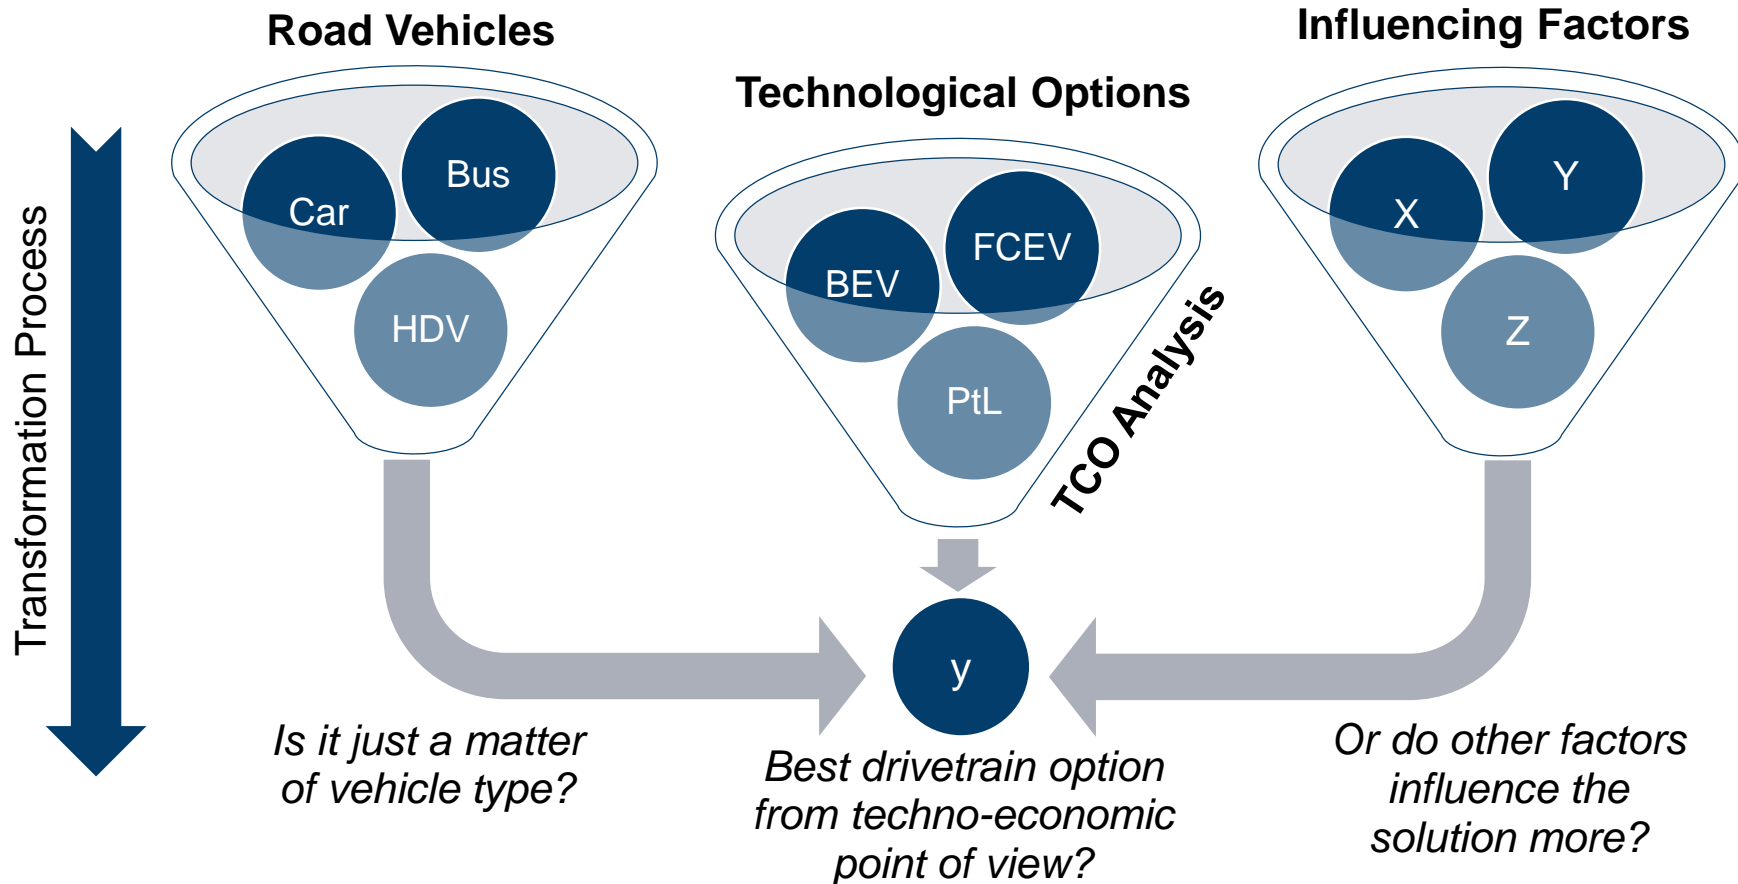 Transformation Process
Road Vehicles
Car
Bus
HDV
Is it just a matter
of vehicle type?
Technological Options
BEV
FCEV
PtL
TCO Analysis
y
Best drivetrain option
from techno-economic
point of view?
Influencing Factors
X
Y
Z
Or do other factors
influence the
solution more?